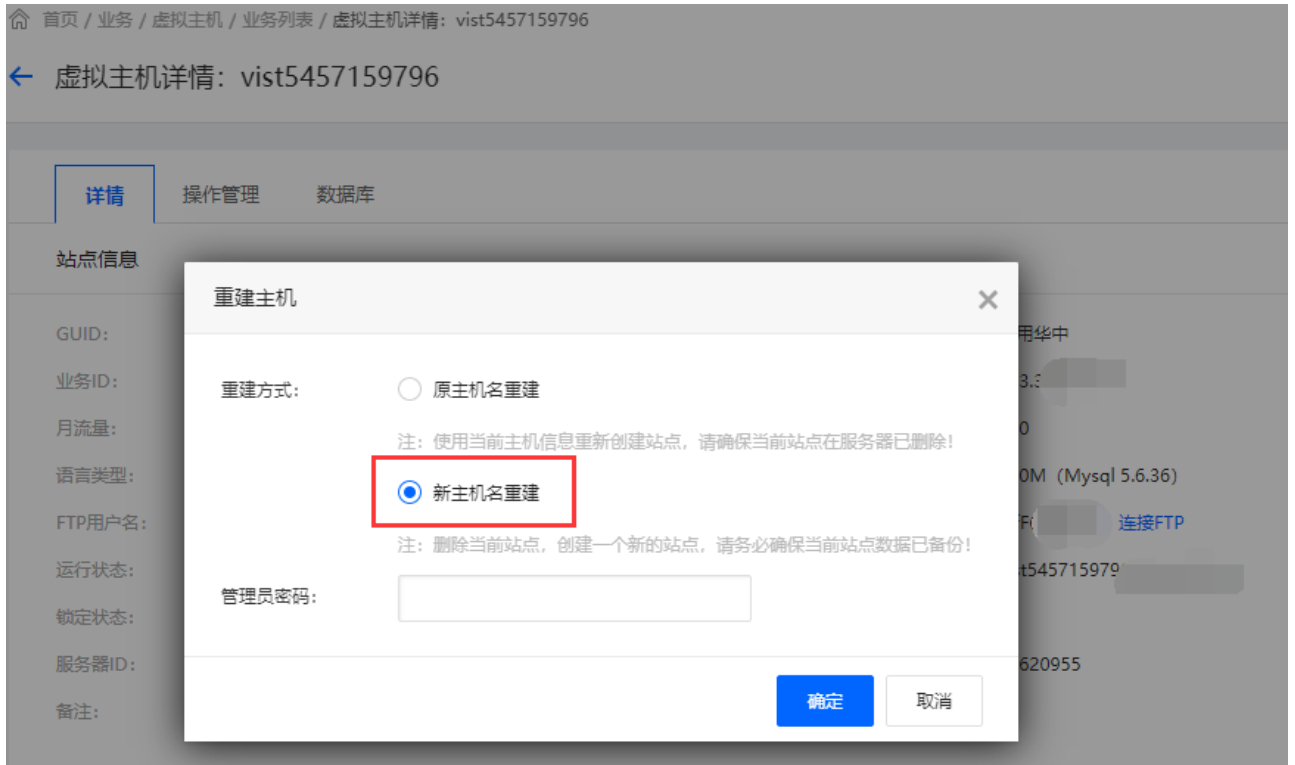 首页 / 业务 / 虚拟主机 / 业务列表 / 虚拟主机详情：vist5457159796
虚拟主机详情：vist5457159796
详情 操作管理 数据库
站点信息
重建主机
GUID:
用华中
业务ID:
重建方式:
原主机名重建
月流量:
注：使用当前主机信息重新创建站点，请确保当前站点在服务器已删除！
0
语言类型:
新主机名重建
0M（Mysql 5.6.36）
FTP用户名:
注：删除当前站点，创建一个新的站点，请务必确保当前站点数据已备份！
连接FTP
运行状态:
管理员密码:
t545715979
锁定状态:
服务器ID:
620955
备注:
确定 取消